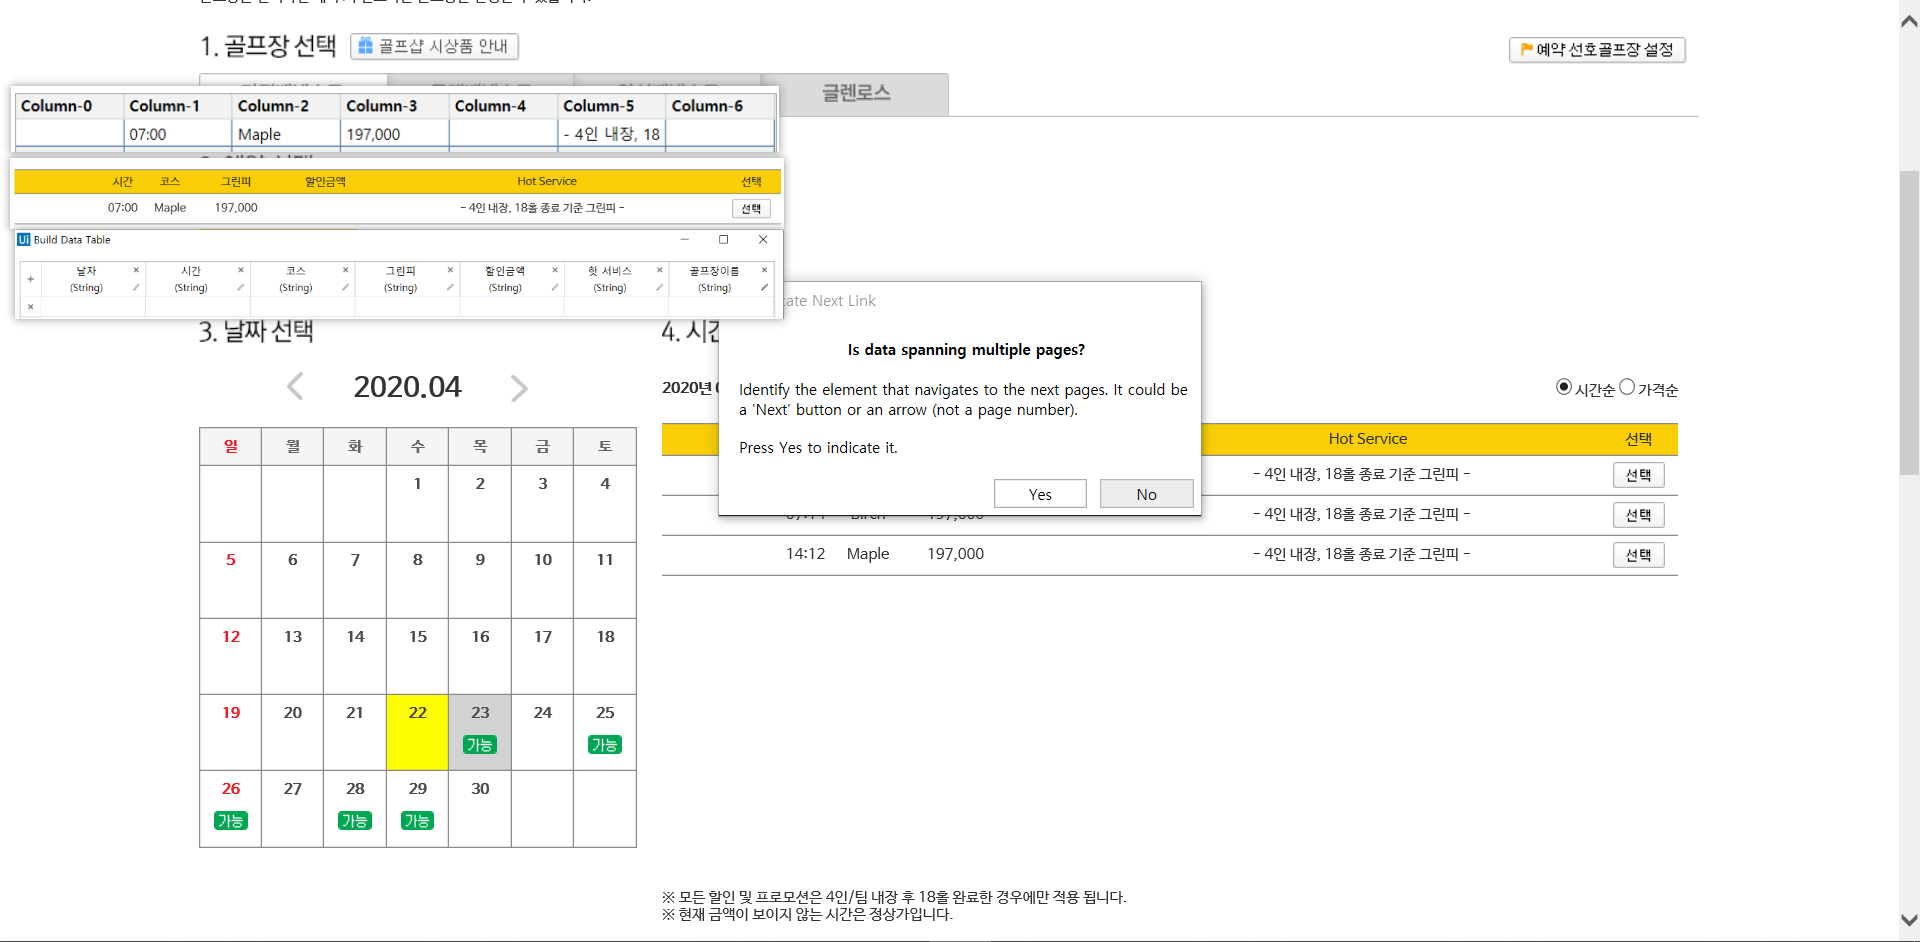 1. 골프장 선택
골프샵 시상품 안내
예약 선호골프장 설정
글렌로스
Column-0 Column-1 Column-2 Column-3 Column-4 Column-5 Column-6
07:00 Maple 197,000 - 4인 내장, 18
시간 코스 그린피 할인금액 Hot Service 선택
07:00 Maple 197,000 - 4인 내장, 18홀 종료 기준 그린피 - 선택
Ui Build Data Table
날자 시간 코스 그린피 할인금액 핫 서비스 골프장이름
(String) (String) (String) (String) (String) (String) (String)
3. 날짜 선택
4. 시간
cate Next Link
Is data spanning multiple pages?
Identify the element that navigates to the next pages. It could be
a 'Next' button or an arrow (not a page number).
Press Yes to indicate it.
Yes No
2020.04
일 월 화 수 목 금 토
1 2 3 4
5 6 7 8 9 10 11
12 13 14 15 16 17 18
19 20 21 22 23 24 25
가능 가능
26 27 28 29 30
가능 가능 가능
2020년
시간순 가격순
Hot Service 선택
- 4인 내장, 18홀 종료 기준 그린피 - 선택
- 4인 내장, 18홀 종료 기준 그린피 - 선택
14:12 Maple 197,000 - 4인 내장, 18홀 종료 기준 그린피 - 선택
※ 모든 할인 및 프로모션은 4인/팀 내장 후 18홀 완료한 경우에만 적용 됩니다.
※ 현재 금액이 보이지 않는 시간은 정상가입니다.